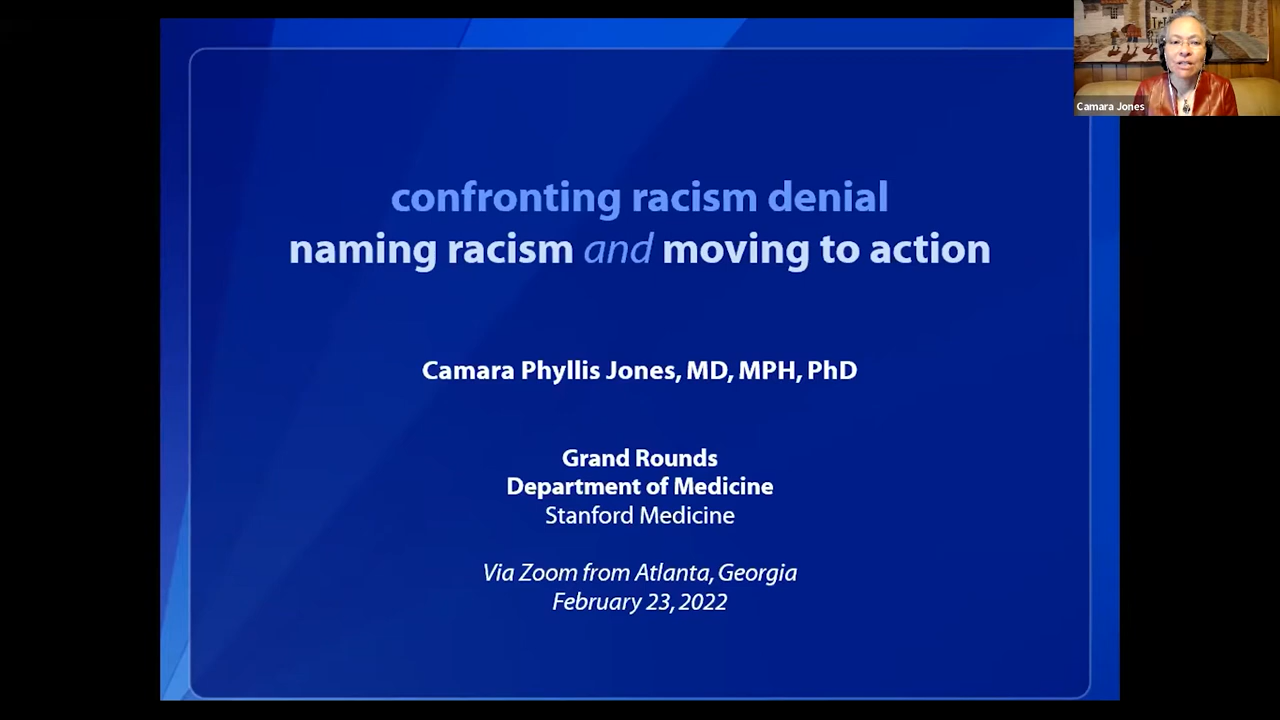 Camara Jones
confronting racism denial
naming racism and moving to action
Camara Phyllis Jones, MD, MPH, PhD
Grand Rounds
Department of Medicine
Stanford Medicine
Via Zoom from Atlanta, Georgia
February 23, 2022